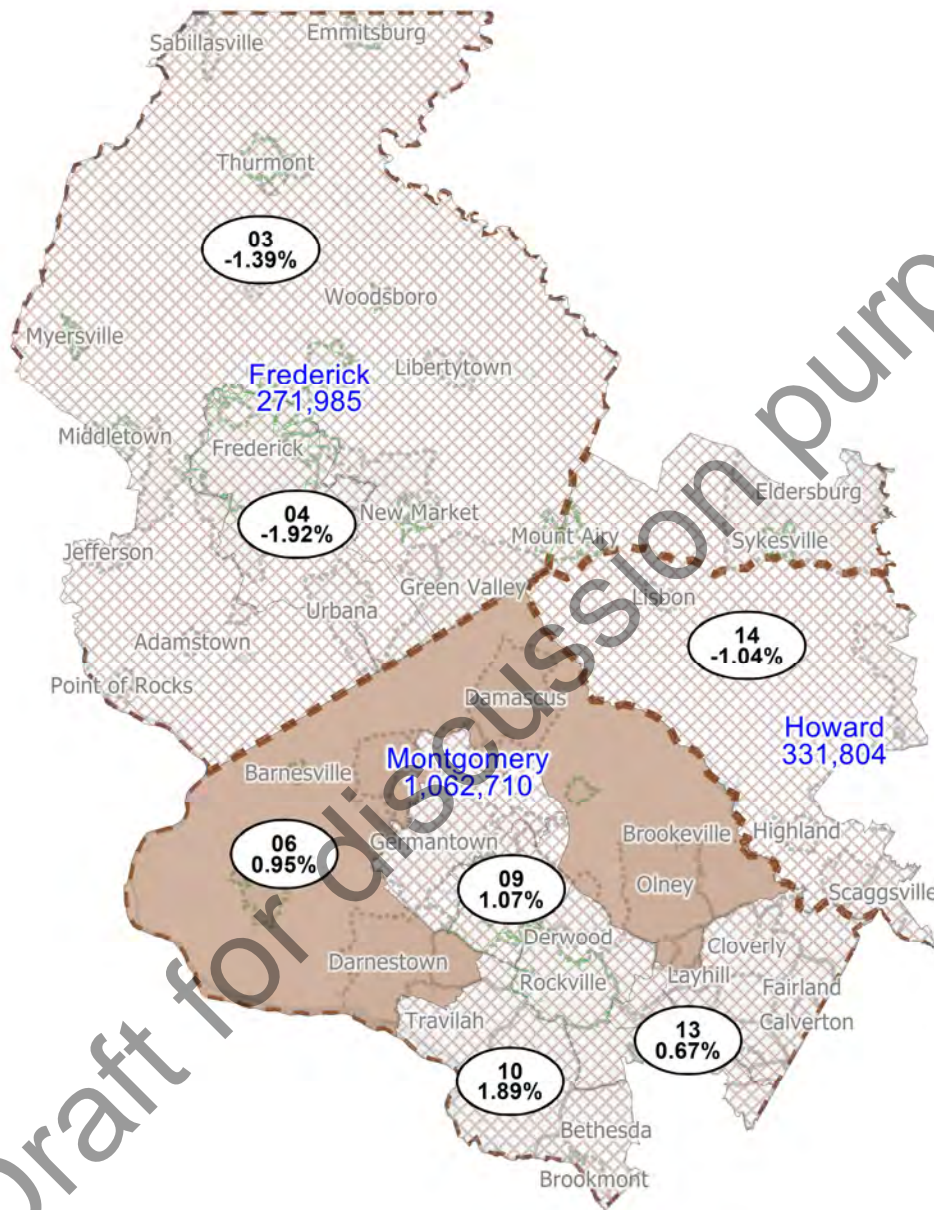 Sabillasville
Emmitsburg
Thurmont
03
-1.39%
Woodsboro
Myersville
Libertytown
Frederick
271,985
Middletown
Frederick
Eldersburg
04
-1.92%
New Market
Mount Airy
Sykesville
Jefferson
Green Valley
Lisbon
Urbana
14
-1.04%
Adamstown
Point of Rocks
Damascus
Howard
331,804
Montgomery
1,062,710
Barnesville
Germantown
Brookeville
Highland
06
0.95%
09
1.07%
Olney
Scaggsville
Derwood
Cloverly
Darnestown
Rockville
Layhill
Fairland
Travilah
Calverton
13
0.67%
10
1.89%
Bethesda
Brookmont
Draft for discussion purp